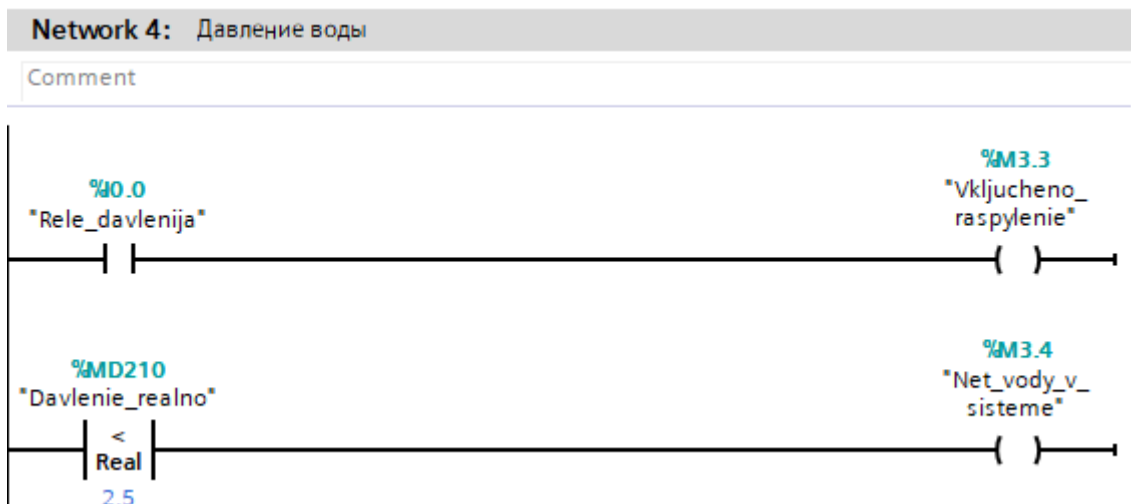 Network 4: Давление воды
Comment
%M3.3
%I0.0
"Vkljucheno_
"Rele_davlenija"
raspylenie"
%M3.4
%MD210
"Net_vody_v_
"Davlenie_realno"
sisteme"
<
Real
2.5